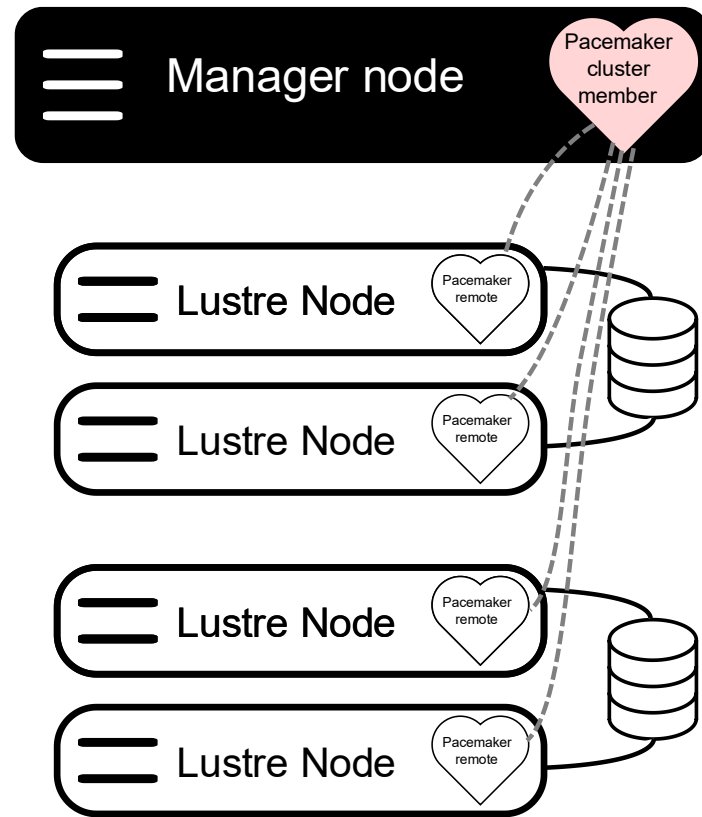 Manager node
Pacemaker
cluster
member
Lustre Node
Pacemaker
remote
Lustre Node
Pacemaker
remote
Lustre Node
Pacemaker
remote
Lustre Node
Pacemaker
remote